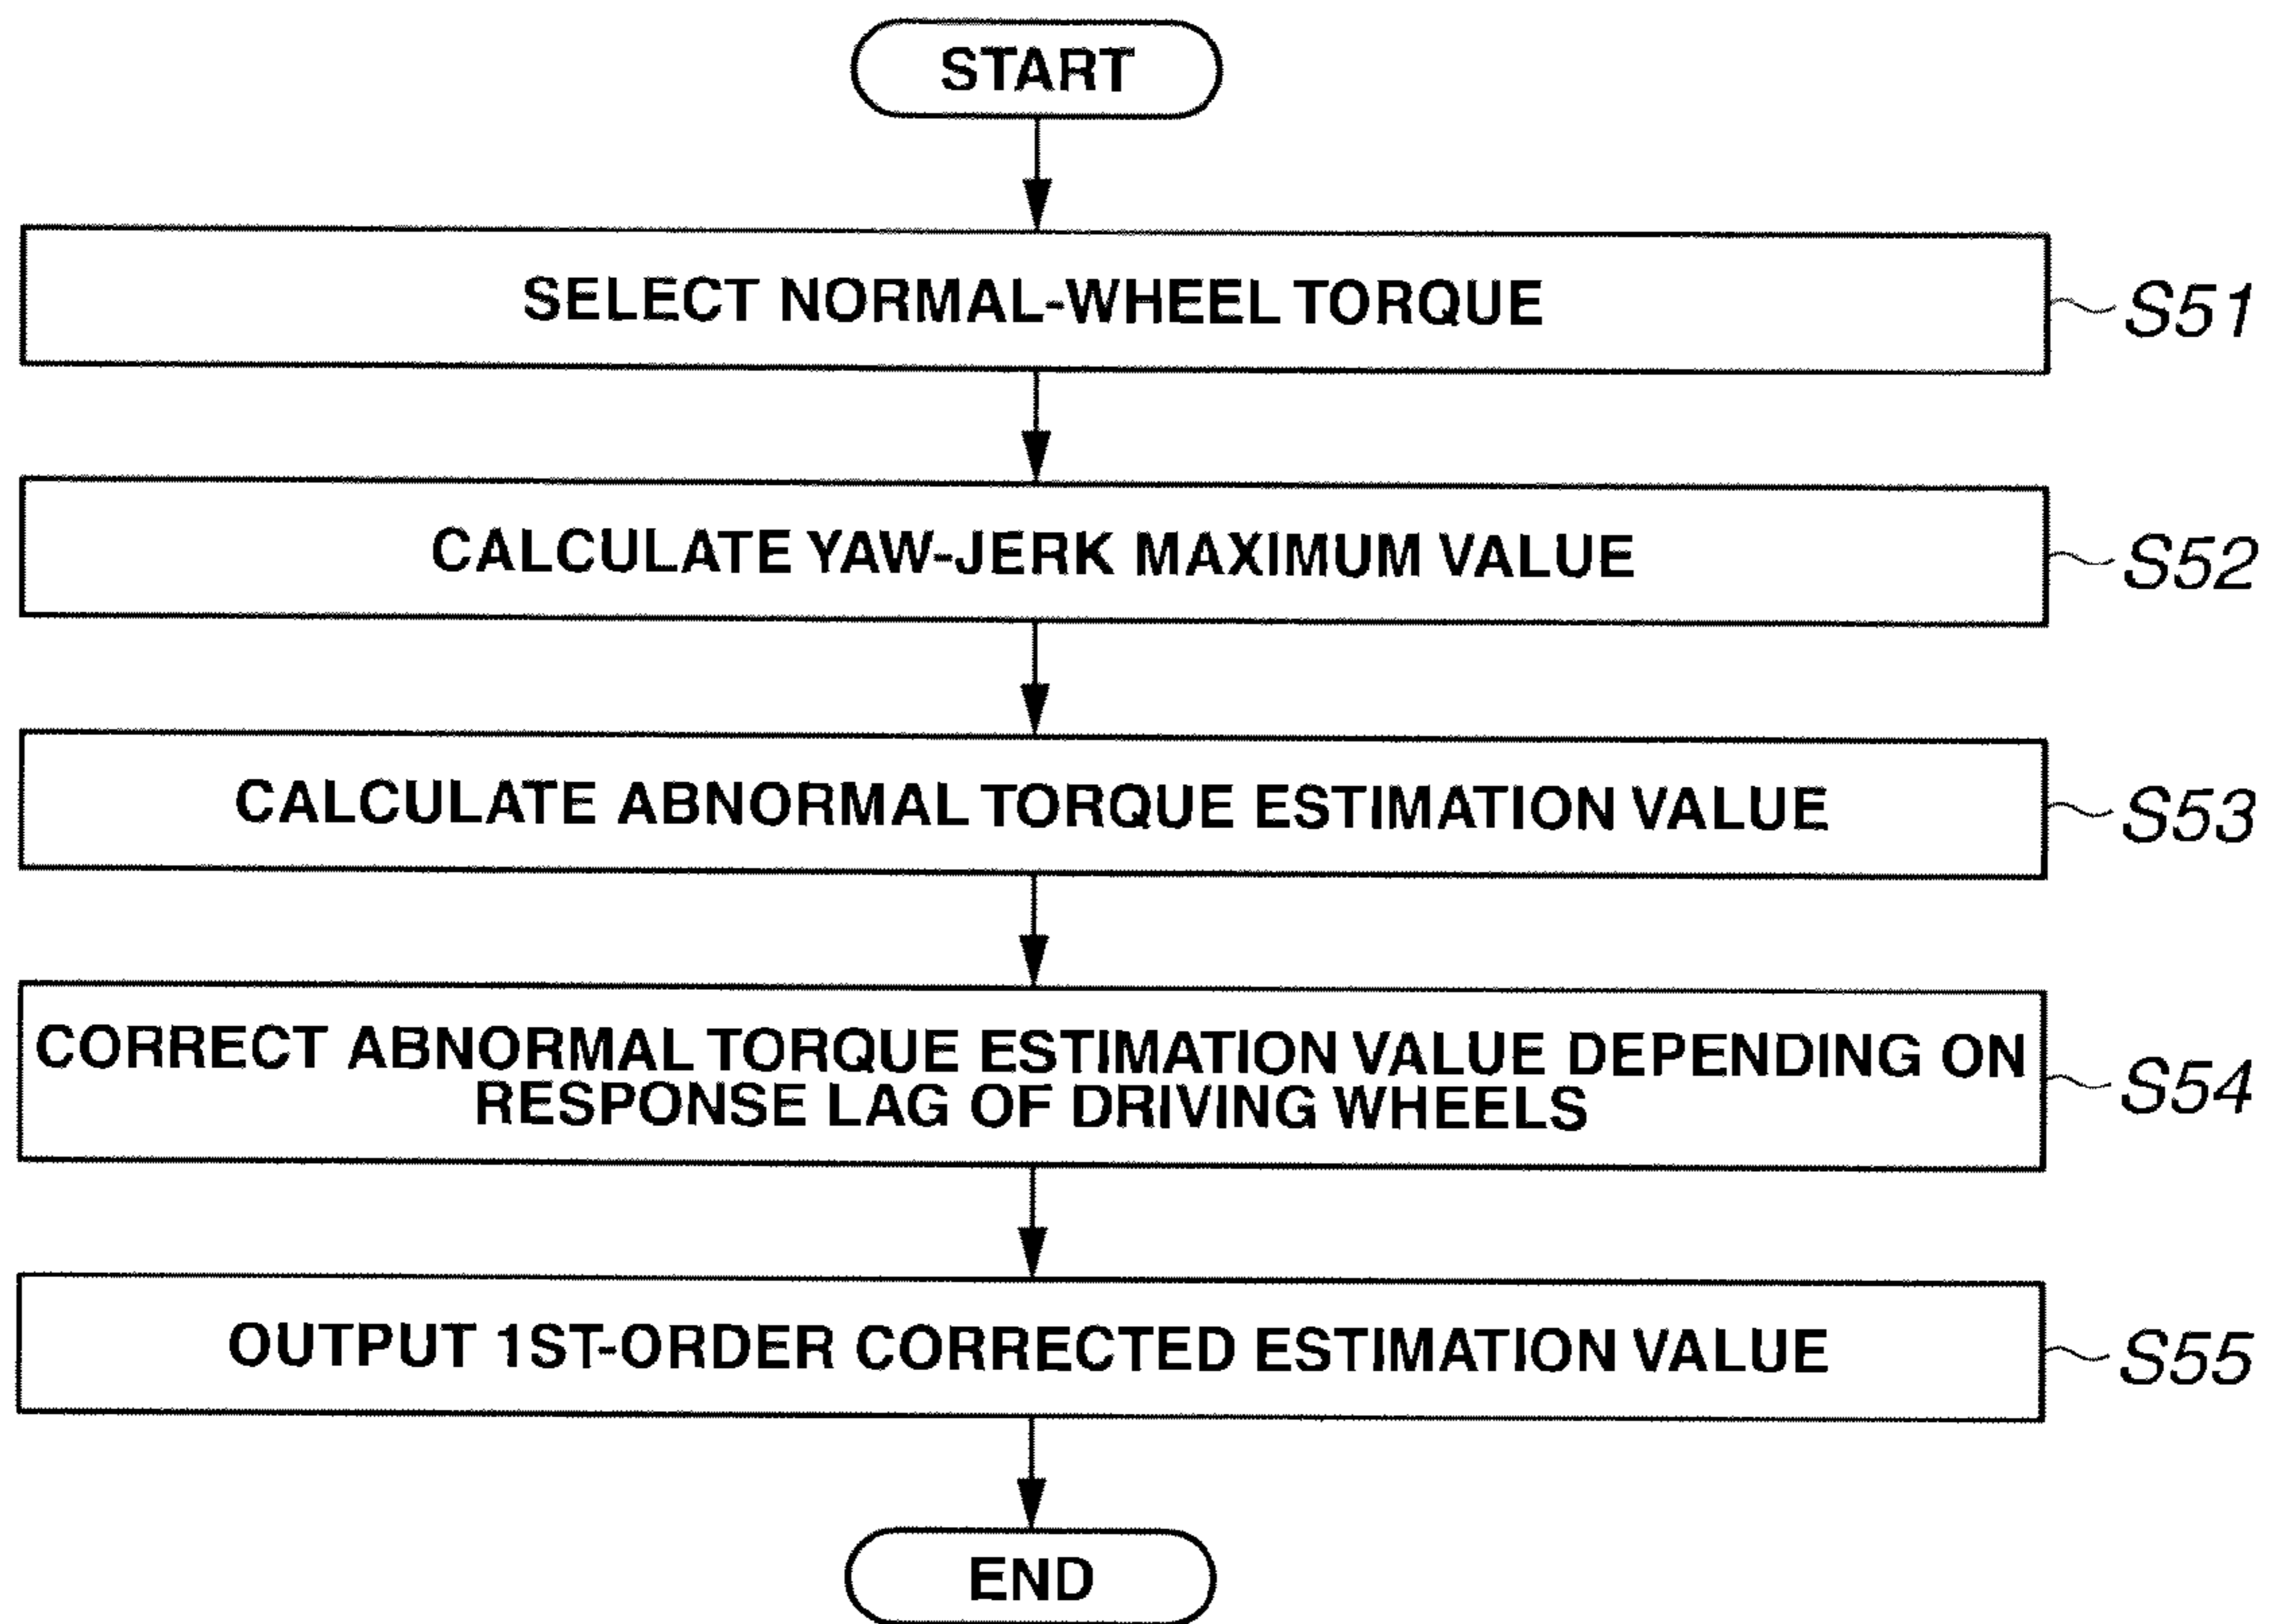 START
SELECT NORMAL-WHEEL TORQUE
S51
CALCULATE YAW-JERK MAXIMUM VALUE
S52
CALCULATE ABNORMAL TORQUE ESTIMATION VALUE
S53
CORRECT ABNORMAL TORQUE ESTIMATION VALUE DEPENDING ON
RESPONSE LAG OF DRIVING WHEELS
S54
OUTPUT 1ST-ORDER CORRECTED ESTIMATION VALUE
S55
END